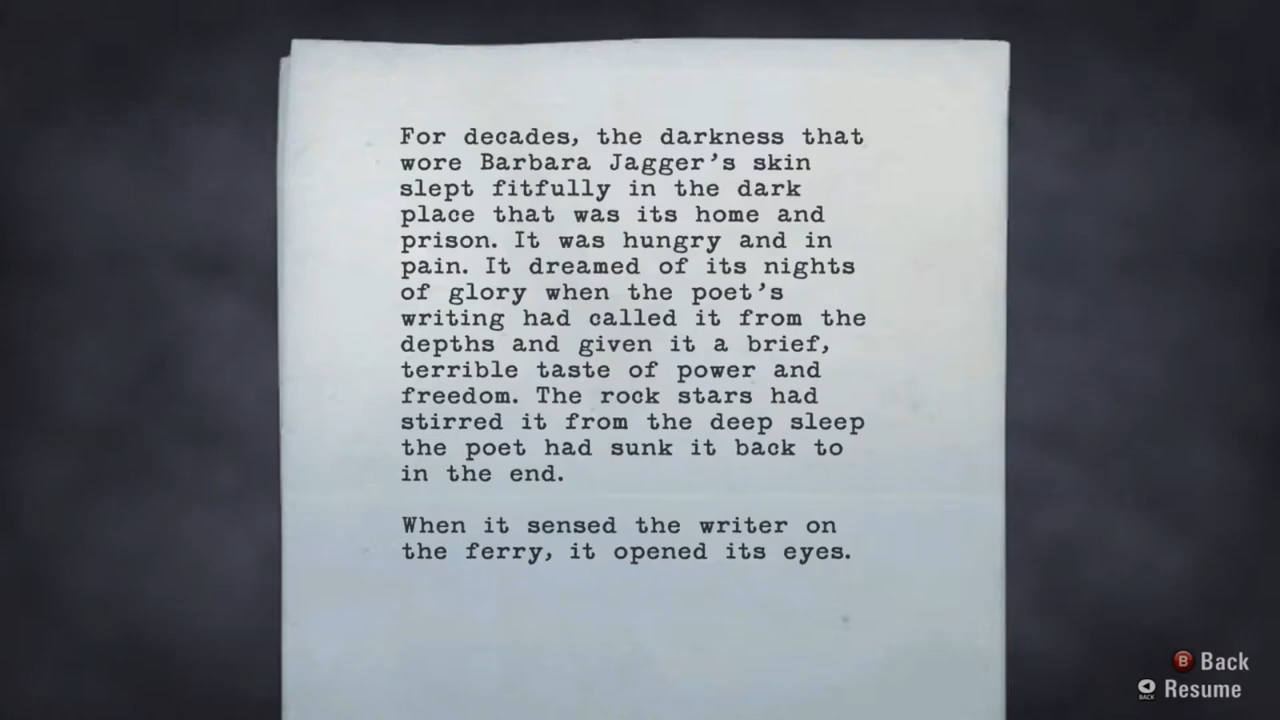 For decades, the darkness that
wore Barbara Jagger's skin
slept fitfully in the dark
place that was its home and
prison. It was hungry and in
pain. It dreamed of its nights
of glory when the poet's
writing had called it from the
depths and given it a brief,
terrible taste of power and
freedom. The rock stars had
stirred it from the deep sleep
the poet had sunk it back to
in the end.
When it sensed the writer on
the ferry, it opened its eyes.
B Back
BACK Resume